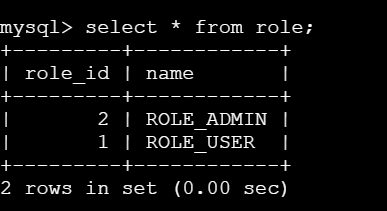 mysql> select * from role;
+---------+------------+
| role_id | name       |
+---------+------------+
|       2 | ROLE_ADMIN |
|       1 | ROLE_USER  |
+---------+------------+
2 rows in set (0.00 sec)